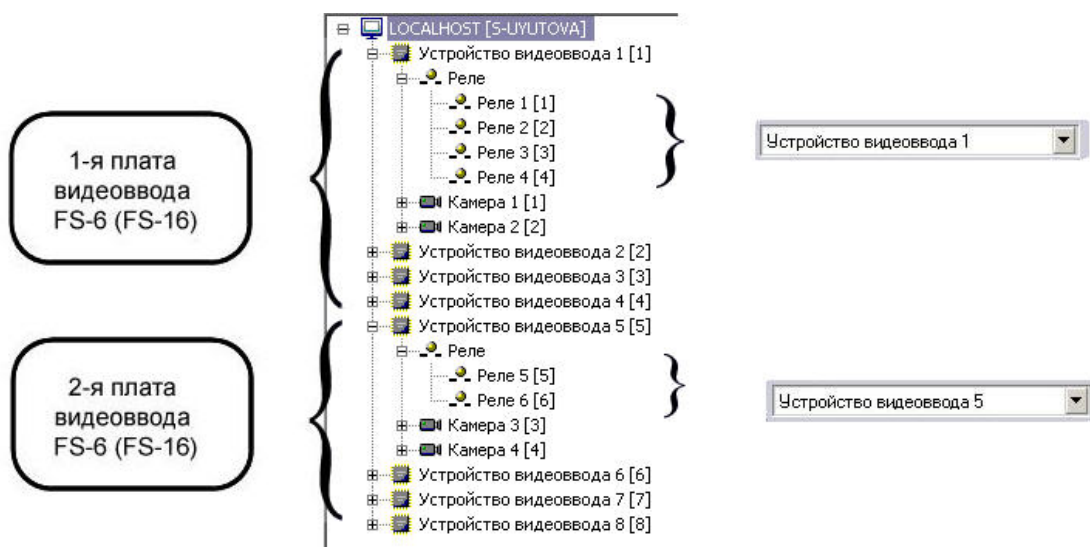 LOCALHOST [S-UYUTOVA]
Устройство видеоввода 1 [1]
Реле
Реле 1 [1]
Реле 2 [2]
Реле 3 [3]
Реле 4 [4]
Камера 1 [1]
Камера 2 [2]
Устройство видеоввода 2 [2]
Устройство видеоввода 3 [3]
Устройство видеоввода 4 [4]
Устройство видеоввода 5 [5]
Реле
Реле 5 [5]
Реле 6 [6]
Камера 3 [3]
Камера 4 [4]
Устройство видеоввода 6 [6]
Устройство видеоввода 7 [7]
Устройство видеоввода 8 [8]
1-я плата
видеоввода
FS-6 (FS-16)
2-я плата
видеоввода
FS-6 (FS-16)
Устройство видеоввода 1
Устройство видеоввода 5